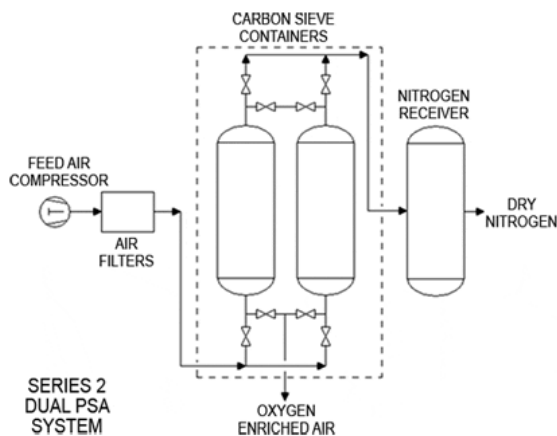 CARBON SIEVE
CONTAINERS
NITROGEN
RECEIVER
FEED AIR
COMPRESSOR
AIR
FILTERS
DRY
NITROGEN
SERIES 2
DUAL PSA
SYSTEM
OXYGEN
ENRICHED AIR